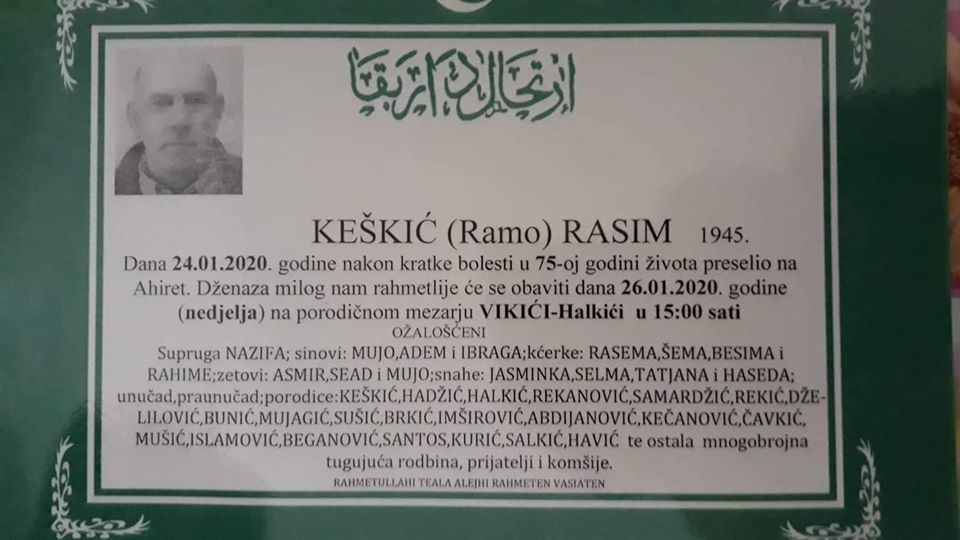 ارتحال دار بقا
KEŠKIĆ (Ramo) RASIM 1945.
Dana 24.01.2020. godine nakon kratke bolesti u 75-oj godini života preselio na
Ahiret. Dženaza milog nam rahmetlije će se obaviti dana 26.01.2020. godine
(nedjelja) na porodičnom mezarju VIKIĆI-Halkići u 15:00 sati
OŽALOŠĆENI
Supruga NAZIFA; sinovi: MUJO,ADEM i IBRAGA;kćerke: RASEMA,ŠEMA,BESIMA i
RAHIME;zetovi: ASMIR,SEAD i MUJO;snahe: JASMINKA,SELMA,TATJANA i HASEDA;
unučad,praunučad;porodice:KEŠKIĆ,HADŽIĆ,HALKIĆ,REKANOVIĆ,SAMARDŽIĆ,REKIĆ,DŽE-
LILOVIĆ,BUNIĆ,MUJAGIĆ,SUŠIĆ,BRKIĆ,IMŠIROVIĆ,ABDIJANOVIĆ,KEČANOVIĆ,ČAVKIĆ,
MUŠIĆ,ISLAMOVIĆ,BEGANOVIĆ,SANTOS,KURIĆ,SALKIĆ,HAVIĆ te ostala mnogobrojna
tugujuća rodbina, prijatelji i komšije.
RAHMETULLAHI TEALA ALEJHI RAHMETEN VASIATEN